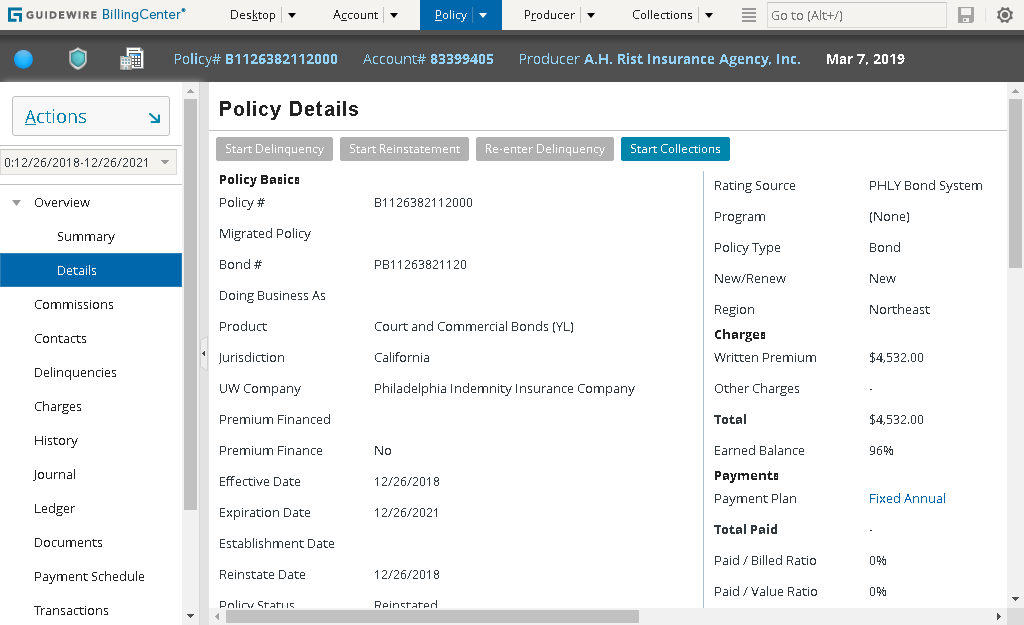 GUIDEWIRE BillingCenter® Desktop Account Policy Producer Collections Go to (Alt+/)
Policy# B1126382112000 Account# 83399405 Producer A.H. Rist Insurance Agency, Inc. Mar 7, 2019
Actions
0:12/26/2018-12/26/2021
Overview
Summary
Details
Commissions
Contacts
Delinquencies
Charges
History
Journal
Ledger
Documents
Payment Schedule
Transactions
Policy Details
Start Delinquency Start Reinstatement Re-enter Delinquency Start Collections
Policy Basics
Policy # B1126382112000
Migrated Policy
Bond # PB11263821120
Doing Business As
Product Court and Commercial Bonds (YL)
Jurisdiction California
UW Company Philadelphia Indemnity Insurance Company
Premium Financed
Premium Finance No
Effective Date 12/26/2018
Expiration Date 12/26/2021
Establishment Date
Reinstate Date 12/26/2018
Policy Status Reinstated
Rating Source PHLY Bond System
Program (None)
Policy Type Bond
New/Renew New
Region Northeast
Charges
Written Premium $4,532.00
Other Charges -
Total $4,532.00
Earned Balance 96%
Payments
Payment Plan Fixed Annual
Total Paid -
Paid / Billed Ratio 0%
Paid / Value Ratio 0%